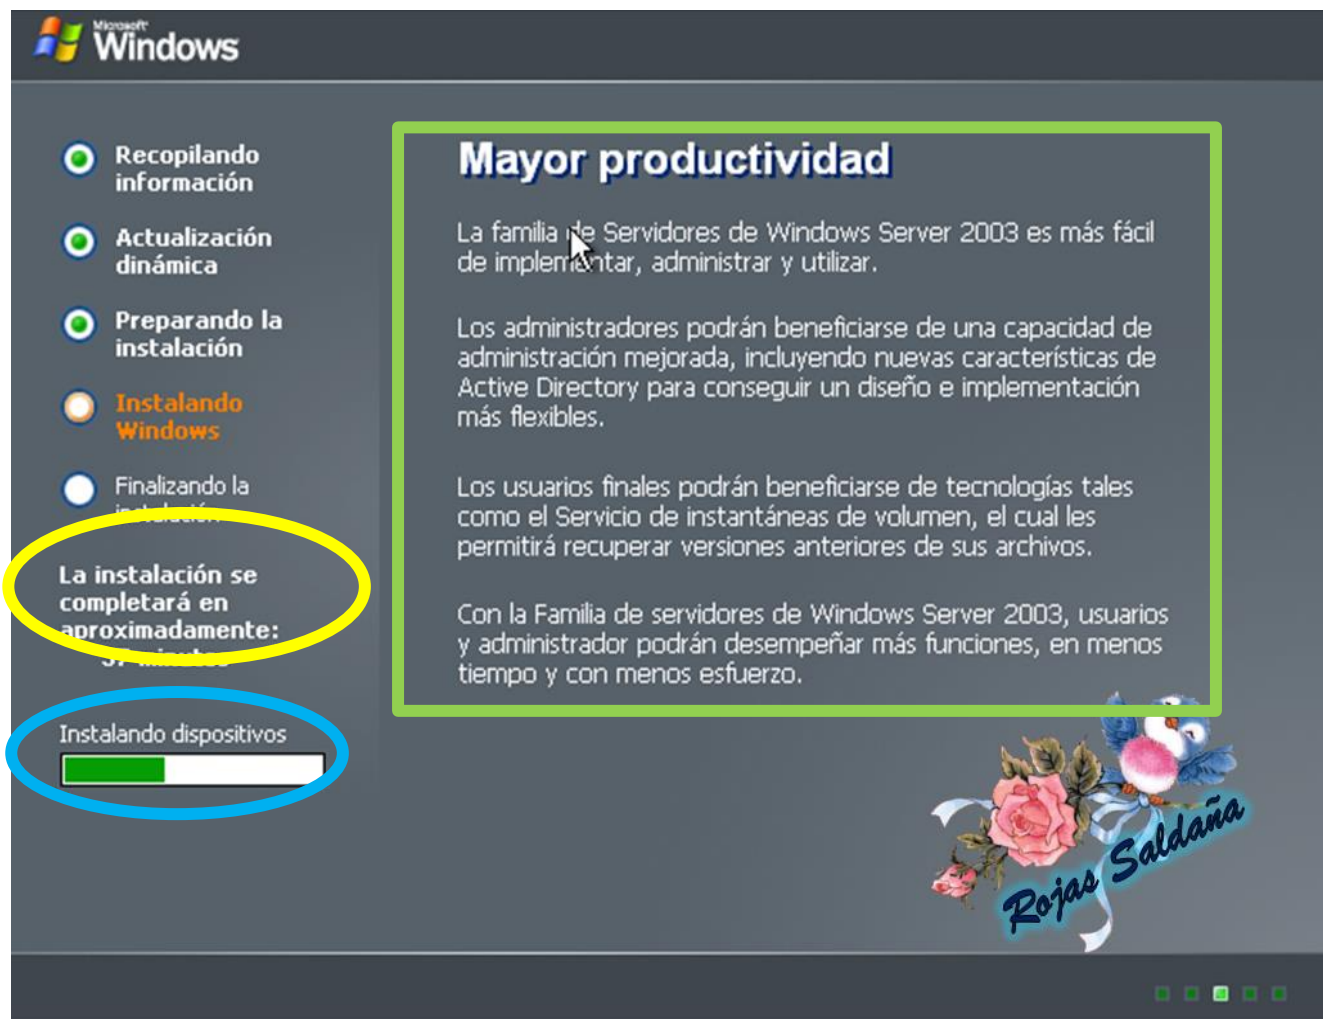 Microsoft
Windows
Recopilando
información
Actualización
dinámica
Preparando la
instalación
Instalando
Windows
Finalizando la
instalación
La instalación se
completará en
aproximadamente:
37 minutos
Instalando dispositivos
Mayor productividad
La familia de Servidores de Windows Server 2003 es más fácil
de implementar, administrar y utilizar.
Los administradores podrán beneficiarse de una capacidad de
administración mejorada, incluyendo nuevas características de
Active Directory para conseguir un diseño e implementación
más flexibles.
Los usuarios finales podrán beneficiarse de tecnologías tales
como el Servicio de instantáneas de volumen, el cual les
permitirá recuperar versiones anteriores de sus archivos.
Con la Familia de servidores de Windows Server 2003, usuarios
y administrador podrán desempeñar más funciones, en menos
tiempo y con menos esfuerzo.
Rojas Saldaña